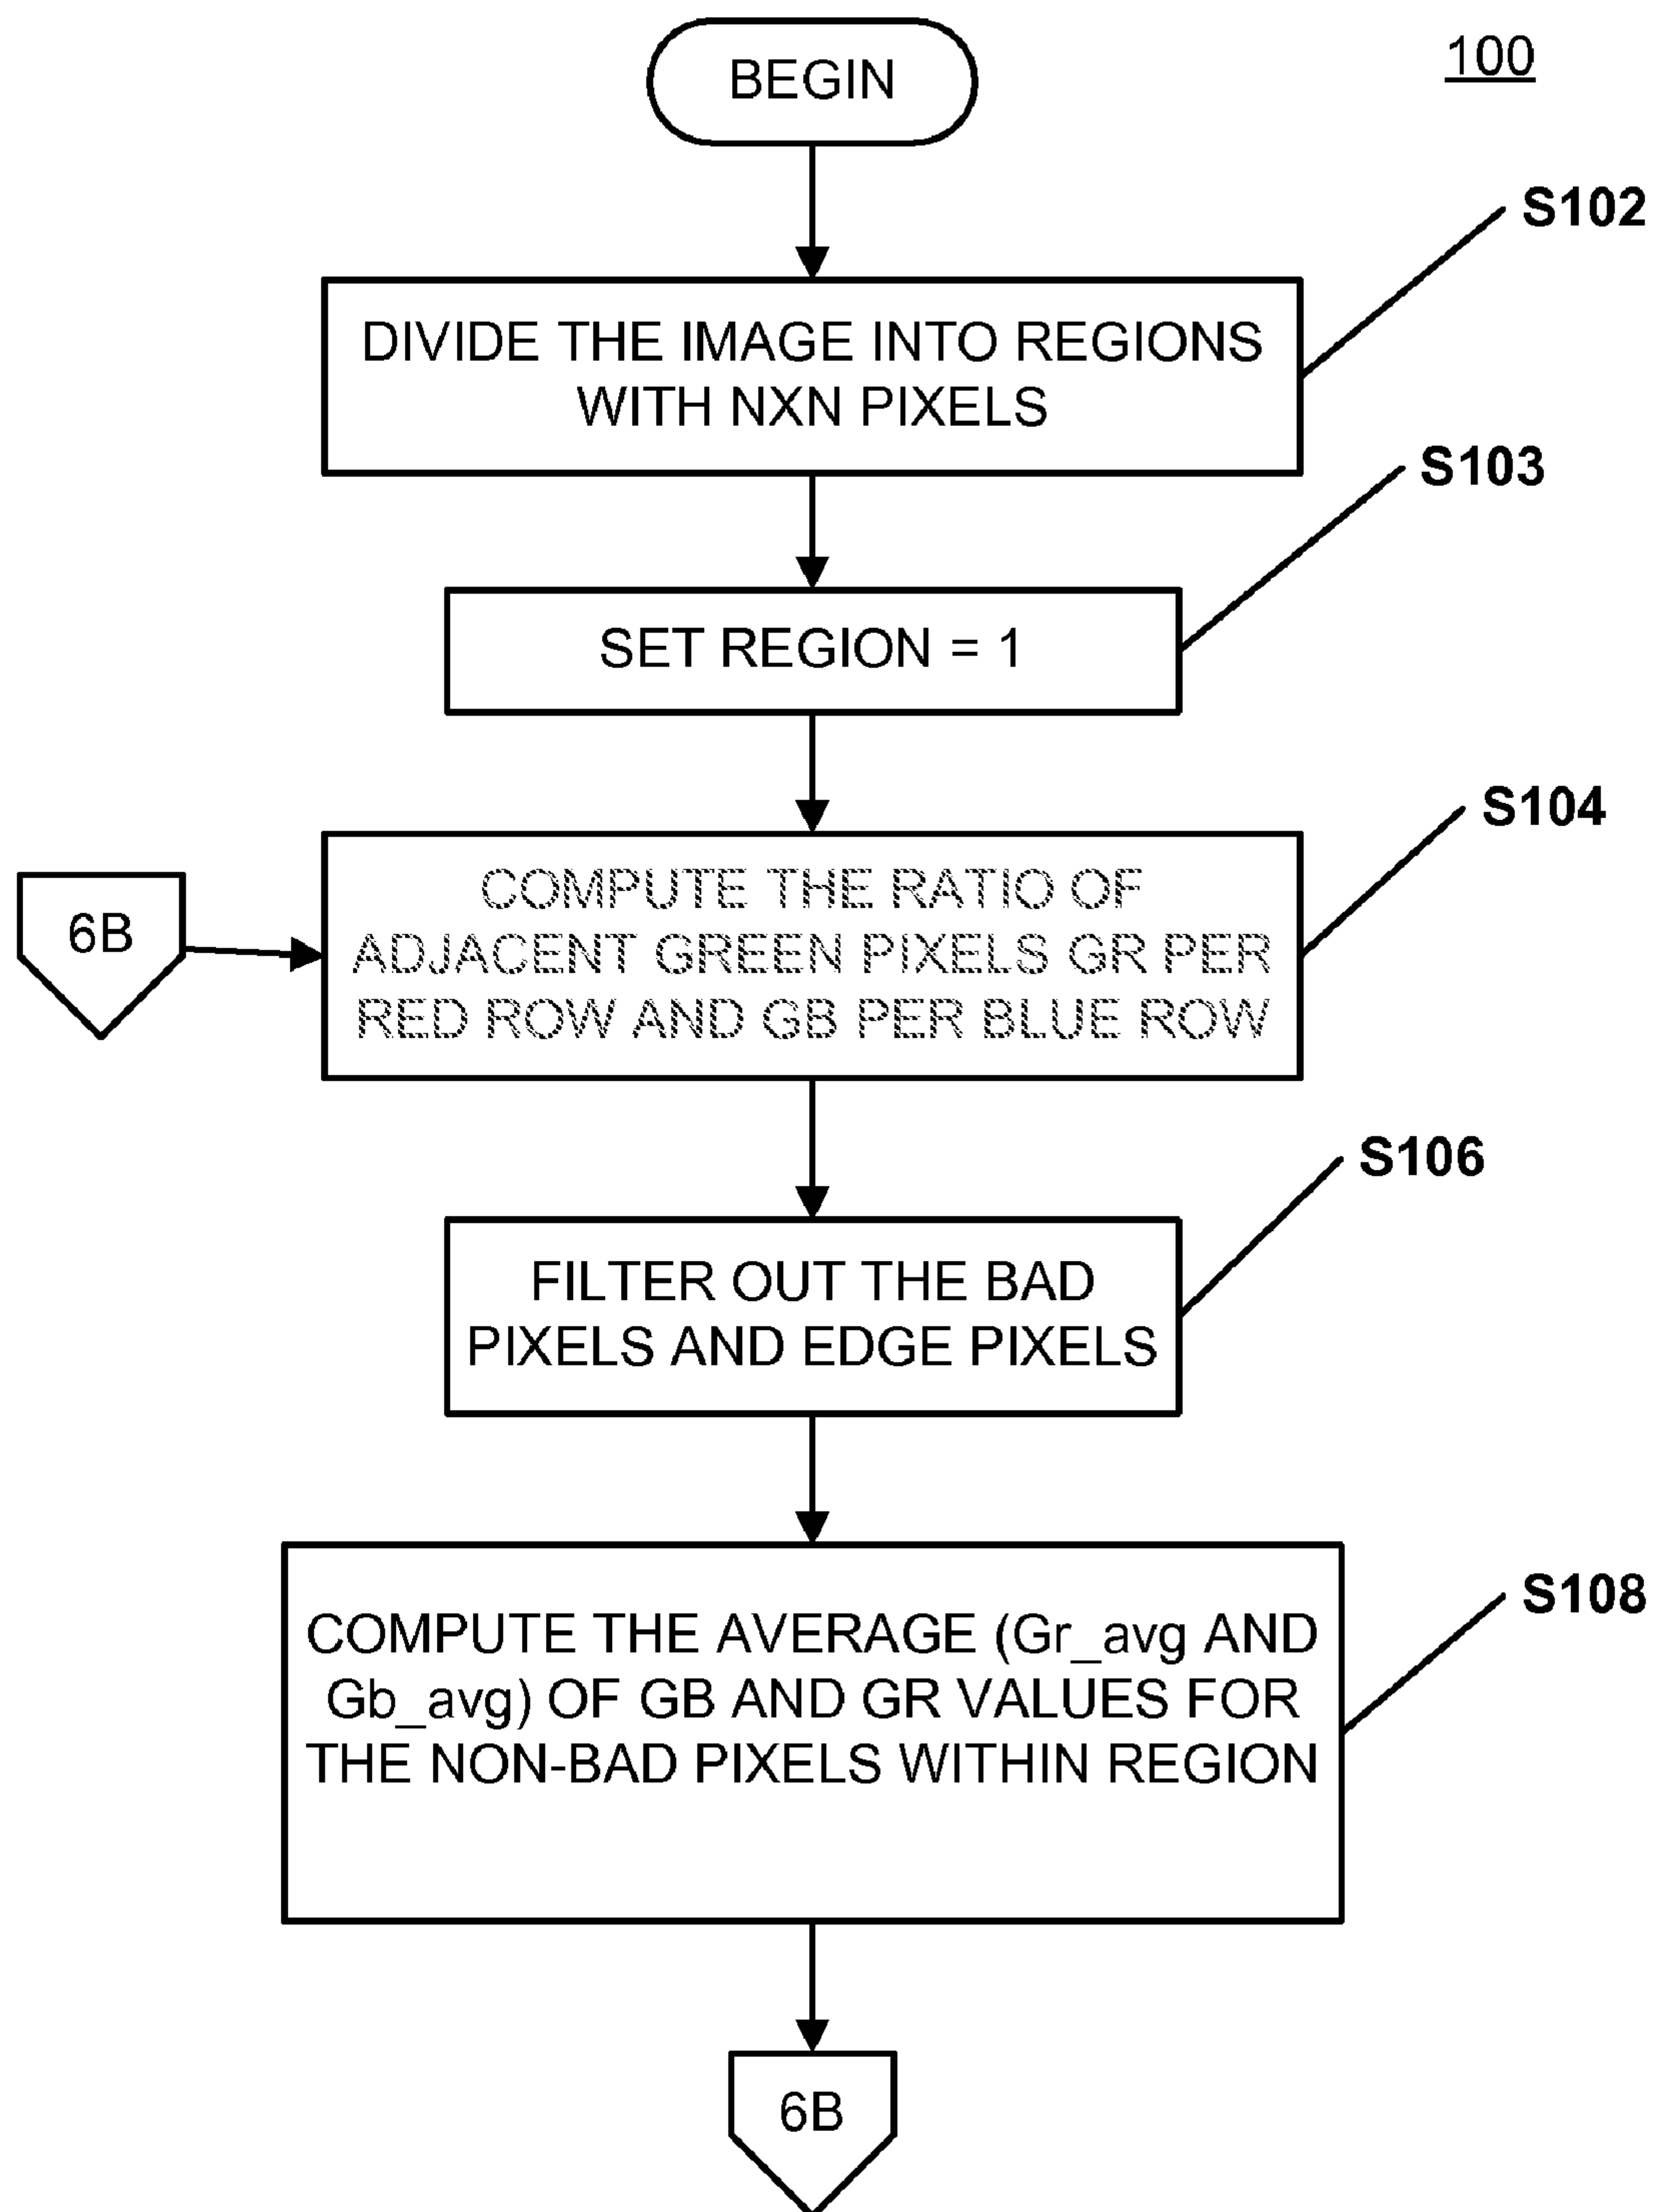 100
BEGIN
S102
DIVIDE THE IMAGE INTO REGIONS
WITH NXN PIXELS
S103
SET REGION = 1
S104
6B
COMPUTE THE RATIO OF
ADJACENT GREEN PIXELS GR PER
RED ROW AND GB PER BLUE ROW
S106
FILTER OUT THE BAD
PIXELS AND EDGE PIXELS
S108
COMPUTE THE AVERAGE (Gr_avg AND
Gb_avg) OF GB AND GR VALUES FOR
THE NON-BAD PIXELS WITHIN REGION
6B